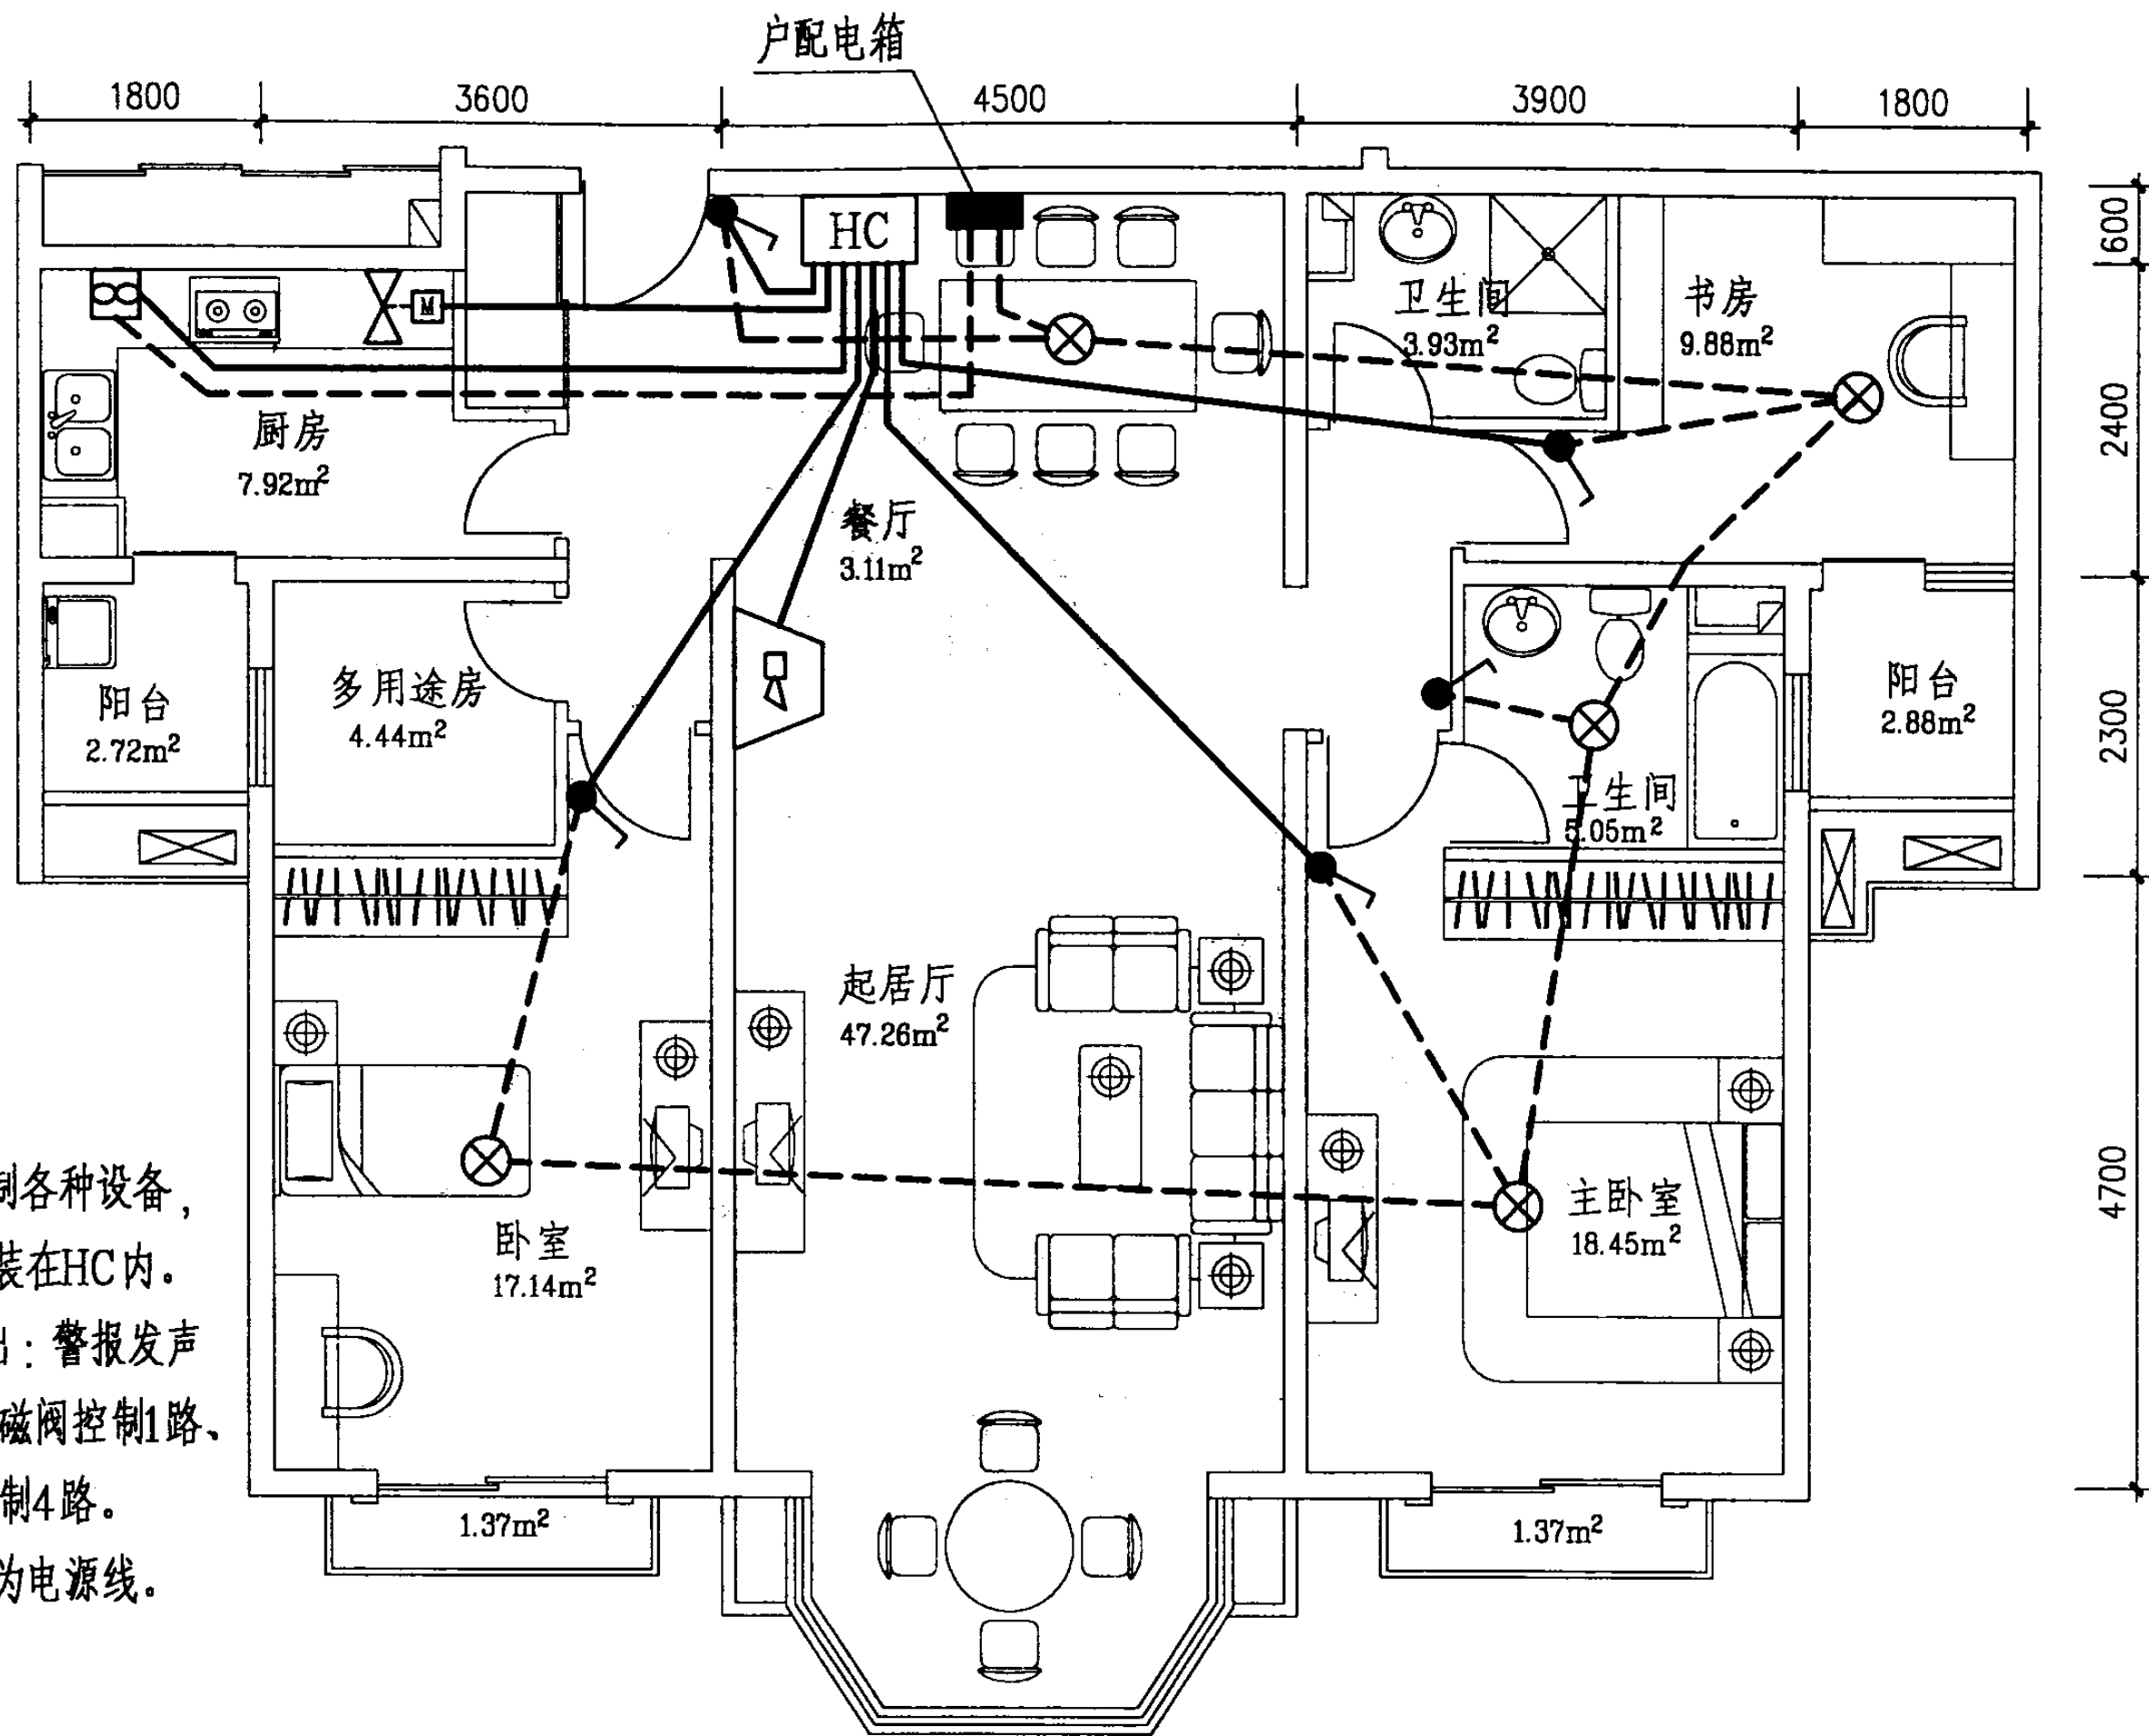 户配电箱
1800 3600 4500 3900 1800
HC
M
600
2400
2300
4700
卫生间
3.93m²
书房
9.88m²
厨房
7.92m²
餐厅
3.11m²
多用途房
4.44m²
阳台
2.72m²
阳台
2.88m²
卫生间
5.05m²
起居厅
47.26m²
卧室
17.14m²
主卧室
18.45m²
1.37m²
1.37m²
制各种设备，
装在HC内。
出：警报发声
磁阀控制1路、
制4路。
为电源线。